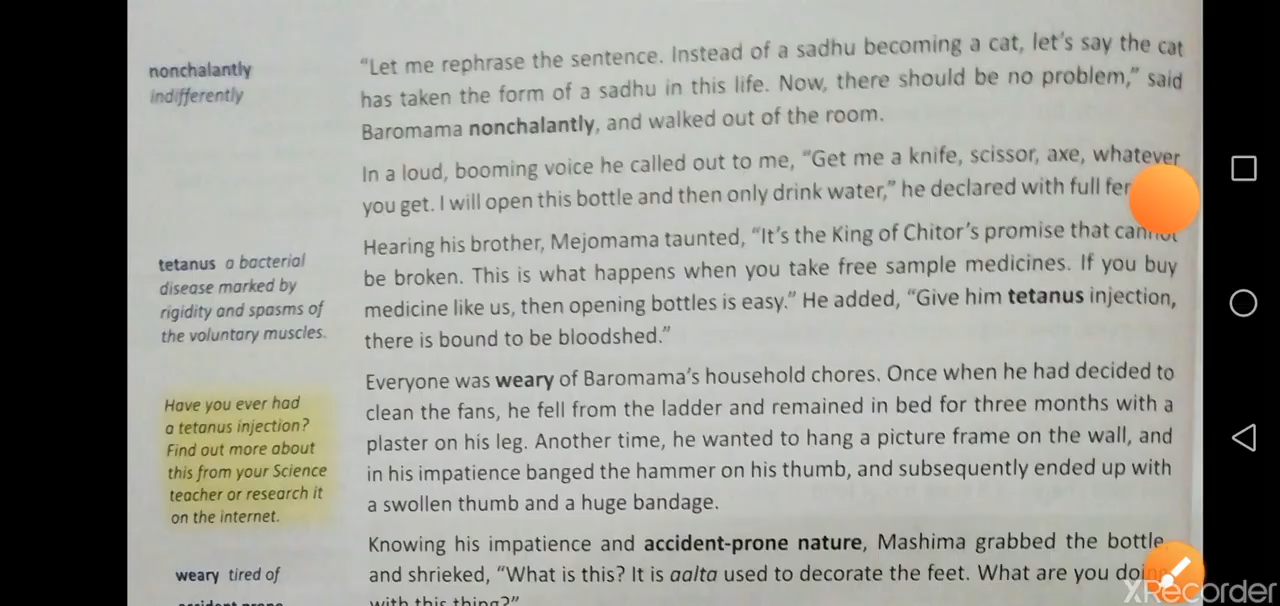 nonchalantly
indifferently
"Let me rephrase the sentence. Instead of a sadhu becoming a cat, let's say the cat
has taken the form of a sadhu in this life. Now, there should be no problem," said
Baromama nonchalantly, and walked out of the room.
In a loud, booming voice he called out to me, "Get me a knife, scissor, axe, whatever
you get. I will open this bottle and then only drink water," he declared with full
Hearing his brother, Mejomama taunted, "It's the King of Chitor's promise that cannot
be broken. This is what happens when you take free sample medicines. If you buy
medicine like us, then opening bottles is easy." He added, "Give him tetanus injection,
there is bound to be bloodshed."
tetanus a bacterial
disease marked by
rigidity and spasms of
the voluntary muscles.
Everyone was weary of Baromama's household chores. Once when he had decided to
clean the fans, he fell from the ladder and remained in bed for three months with a
plaster on his leg. Another time, he wanted to hang a picture frame on the wall, and
in his impatience banged the hammer on his thumb, and subsequently ended up with
a swollen thumb and a huge bandage.
Have you ever had
a tetanus injection?
Find out more about
this from your Science
teacher or research it
on the internet.
Knowing his impatience and accident-prone nature, Mashima grabbed the bottle
and shrieked, "What is this? It is aalta used to decorate the feet. What are you doing
with this thing?"
weary tired of
accident-prone
XRecorder